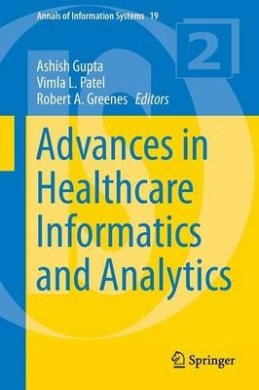 Annals of Information Systems 19
2
Ashish Gupta
Vimla L. Patel
Robert A. Greenes Editors
Advances in
Healthcare
Informatics
and Analytics
Springer